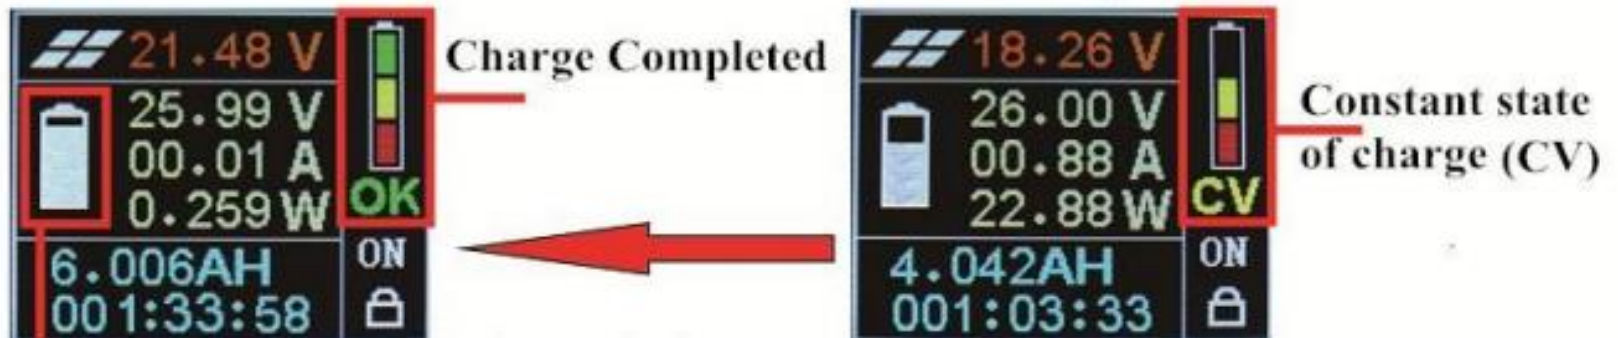 21.48 V
25.99 V
00.01 A
0.259 W
OK
6.006AH
001:33:58
ON
Charge Completed
18.26 V
26.00 V
00.88 A
22.88 W
CV
4.042AH
001:03:33
ON
Constant state
of charge (CV)